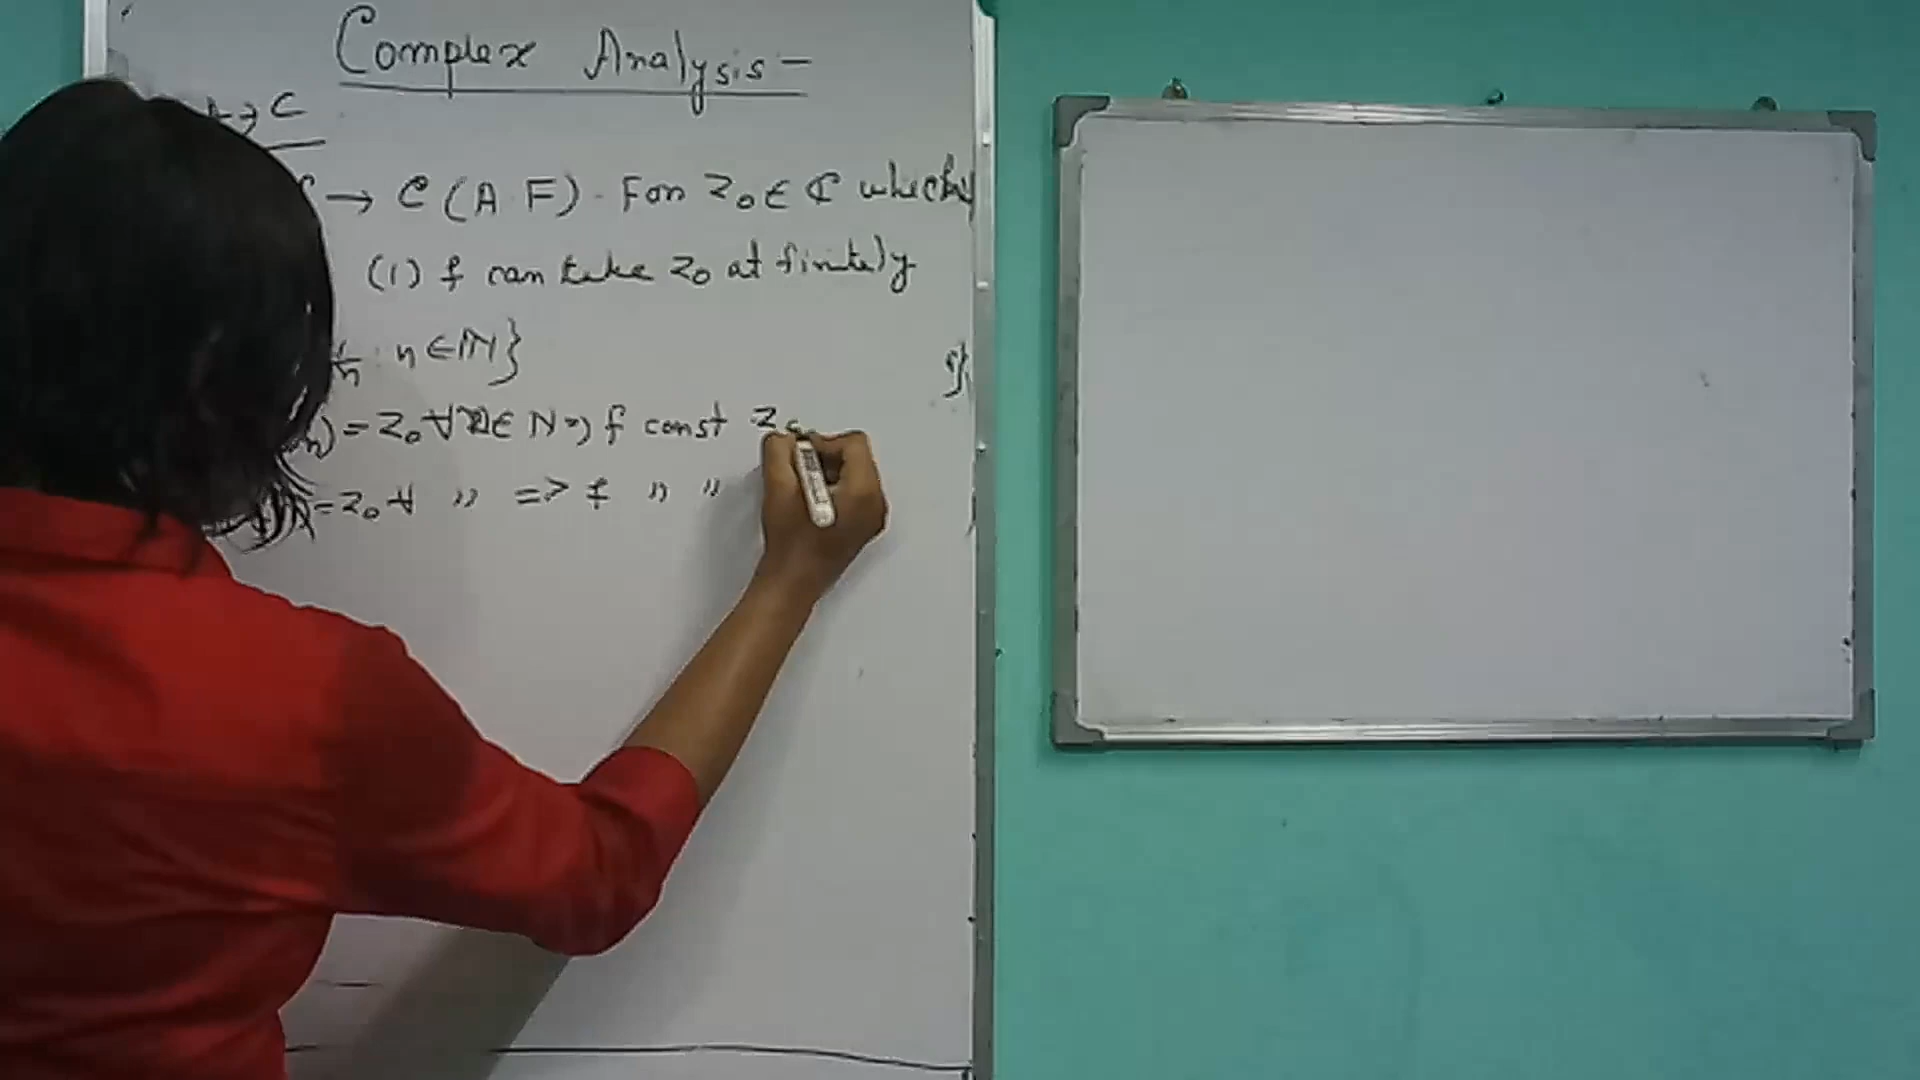 Complex Analysis -
C
→ C (A.F). For z₀ ∈ ℂ which
(1) f can take z₀ at finitely
n ∈ ℕ}
n) = z₀ ∀ n ∈ N => f const z₀
= z₀ ∀ " => f " "